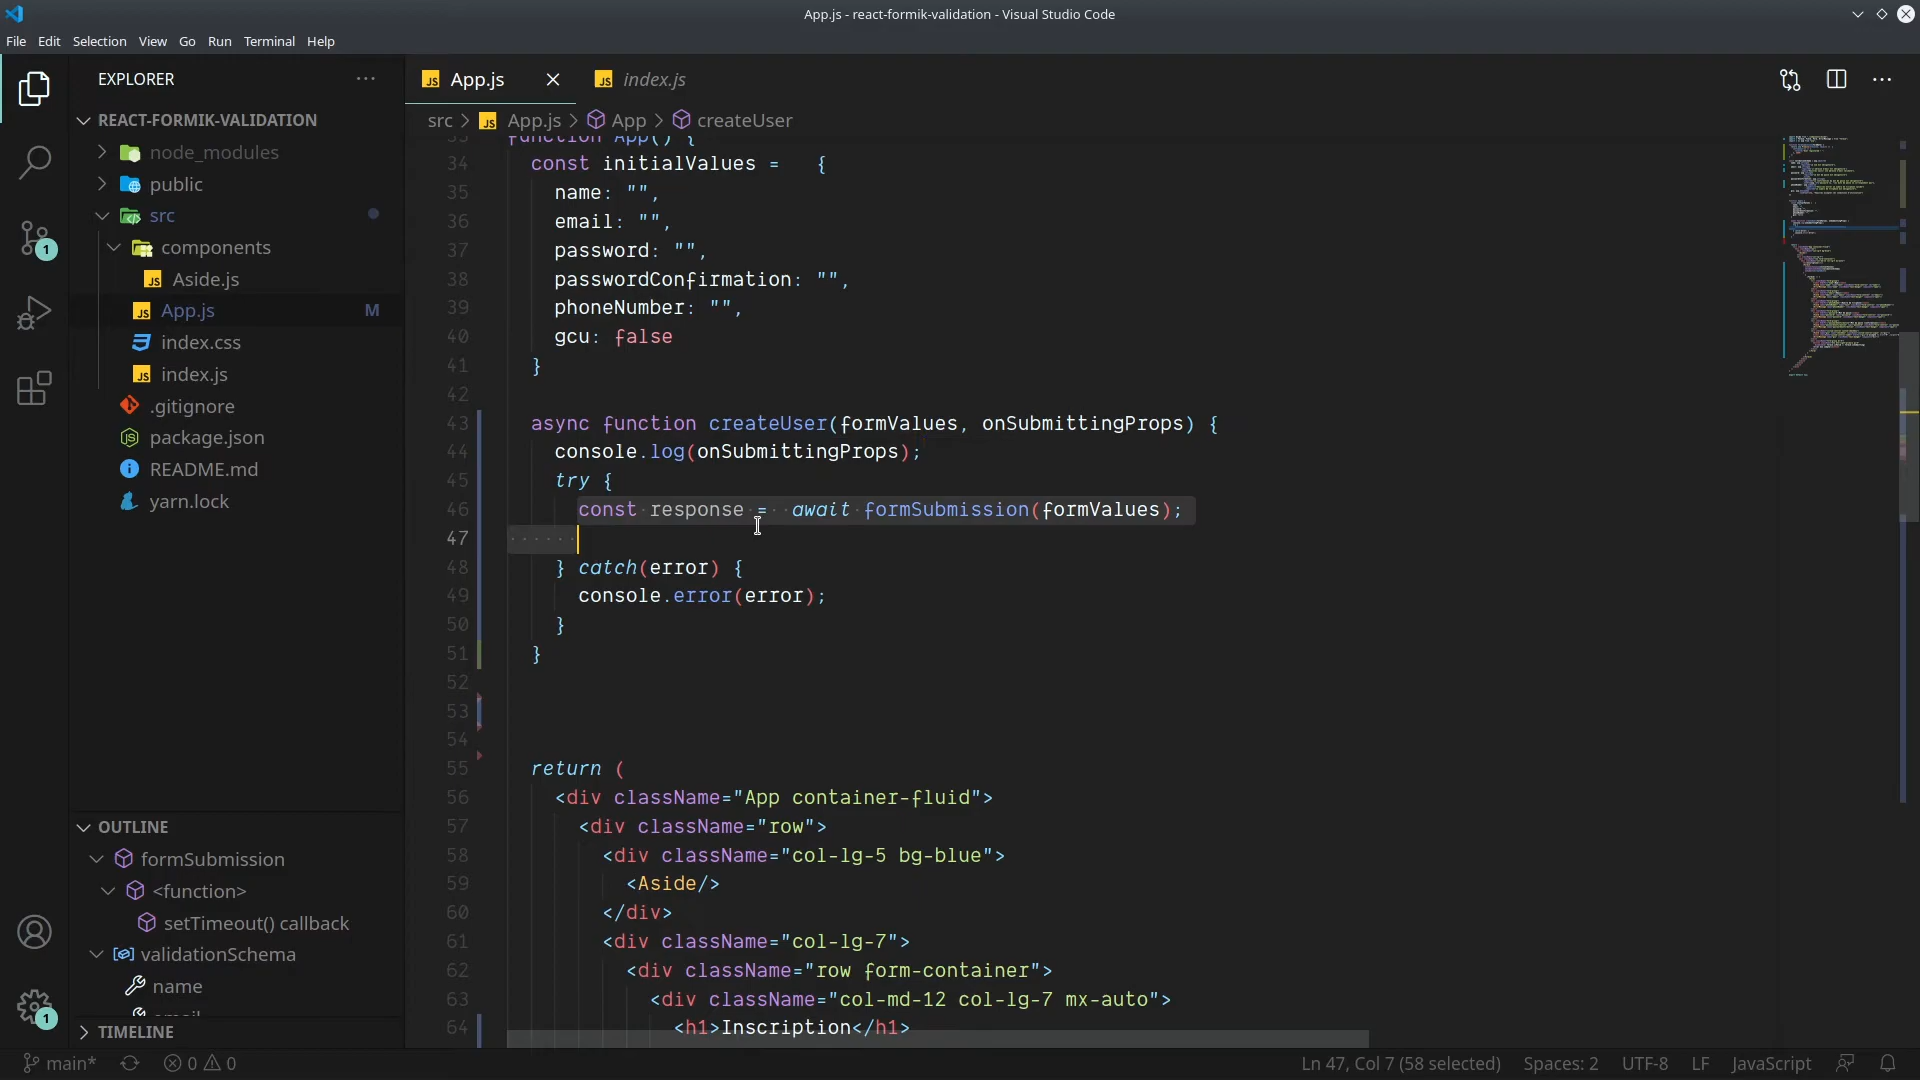 App.js - react-formik-validation - Visual Studio Code
File Edit Selection View Go Run Terminal Help
EXPLORER
REACT-FORMIK-VALIDATION
node_modules
public
src
components
Aside.js
App.js M
index.css
index.js
.gitignore
package.json
README.md
yarn.lock
OUTLINE
formSubmission
<function>
setTimeout() callback
validationSchema
name
TIMELINE
1
1
App.js index.js
src > App.js > App > createUser
function App() {
34 const initialValues = {
35 name: "",
36 email: "",
37 password: "",
38 passwordConfirmation: "",
39 phoneNumber: "",
40 gcu: false
41 }
42
43 async function createUser(formValues, onSubmittingProps) {
44 console.log(onSubmittingProps);
45 try {
46 const response = await formSubmission(formValues);
47
48 } catch(error) {
49 console.error(error);
50 }
51 }
52
53
54
55 return (
56 <div className="App container-fluid">
57 <div className="row">
58 <div className="col-lg-5 bg-blue">
59 <Aside/>
60 </div>
61 <div className="col-lg-7">
62 <div className="row form-container">
63 <div className="col-md-12 col-lg-7 mx-auto">
64 <h1>Inscription</h1>
main* 0 0 Ln 47, Col 7 (58 selected) Spaces: 2 UTF-8 LF JavaScript